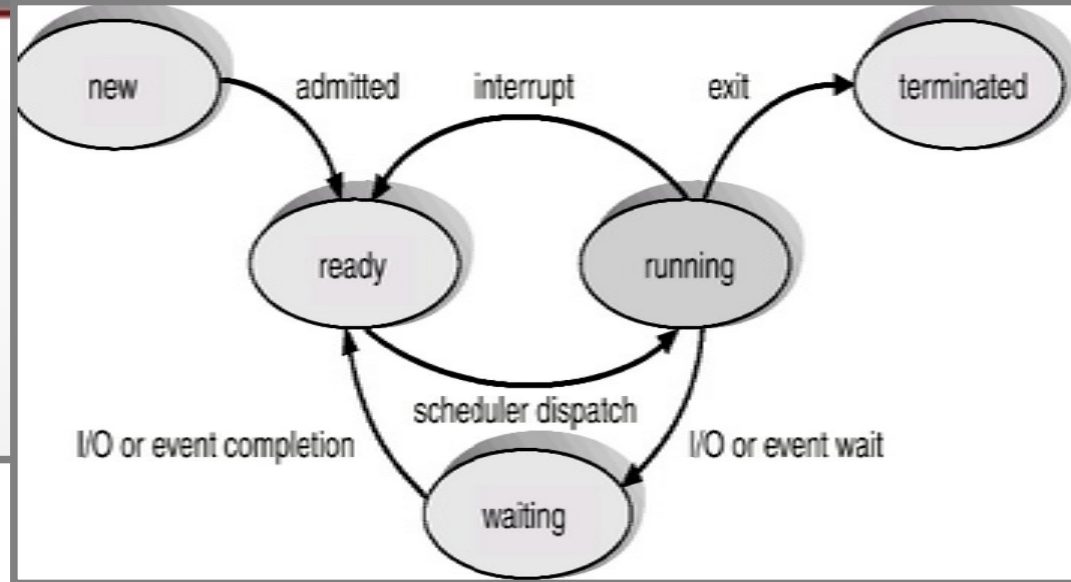 new
admitted
interrupt
exit
terminated
ready
running
scheduler dispatch
I/O or event completion
I/O or event wait
waiting